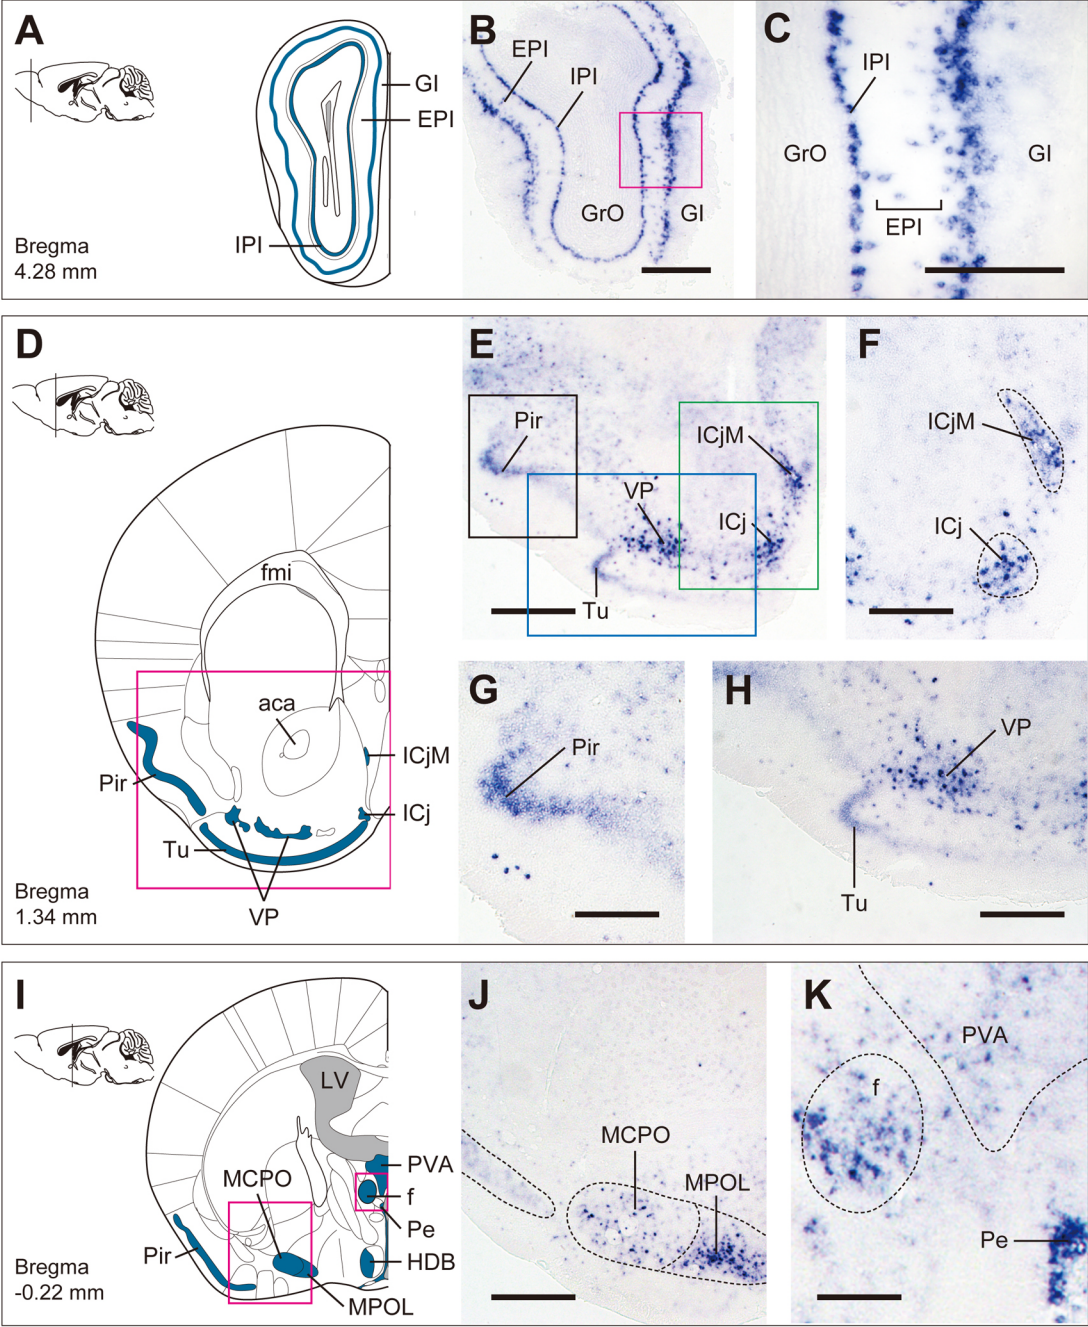 A
GI
EPI
IPI
Bregma
4.28 mm
B
EPI
IPI
GrO
GI
C
IPI
GrO
GI
EPI
D
fmi
aca
ICjM
Pir
ICj
Tu
VP
Bregma
1.34 mm
E
Pir
ICjM
VP
ICj
Tu
F
ICjM
ICj
G
Pir
H
VP
Tu
I
LV
MCPO
PVA
f
Pe
Pir
HDB
MPOL
Bregma
-0.22 mm
J
MCPO
MPOL
K
PVA
f
Pe